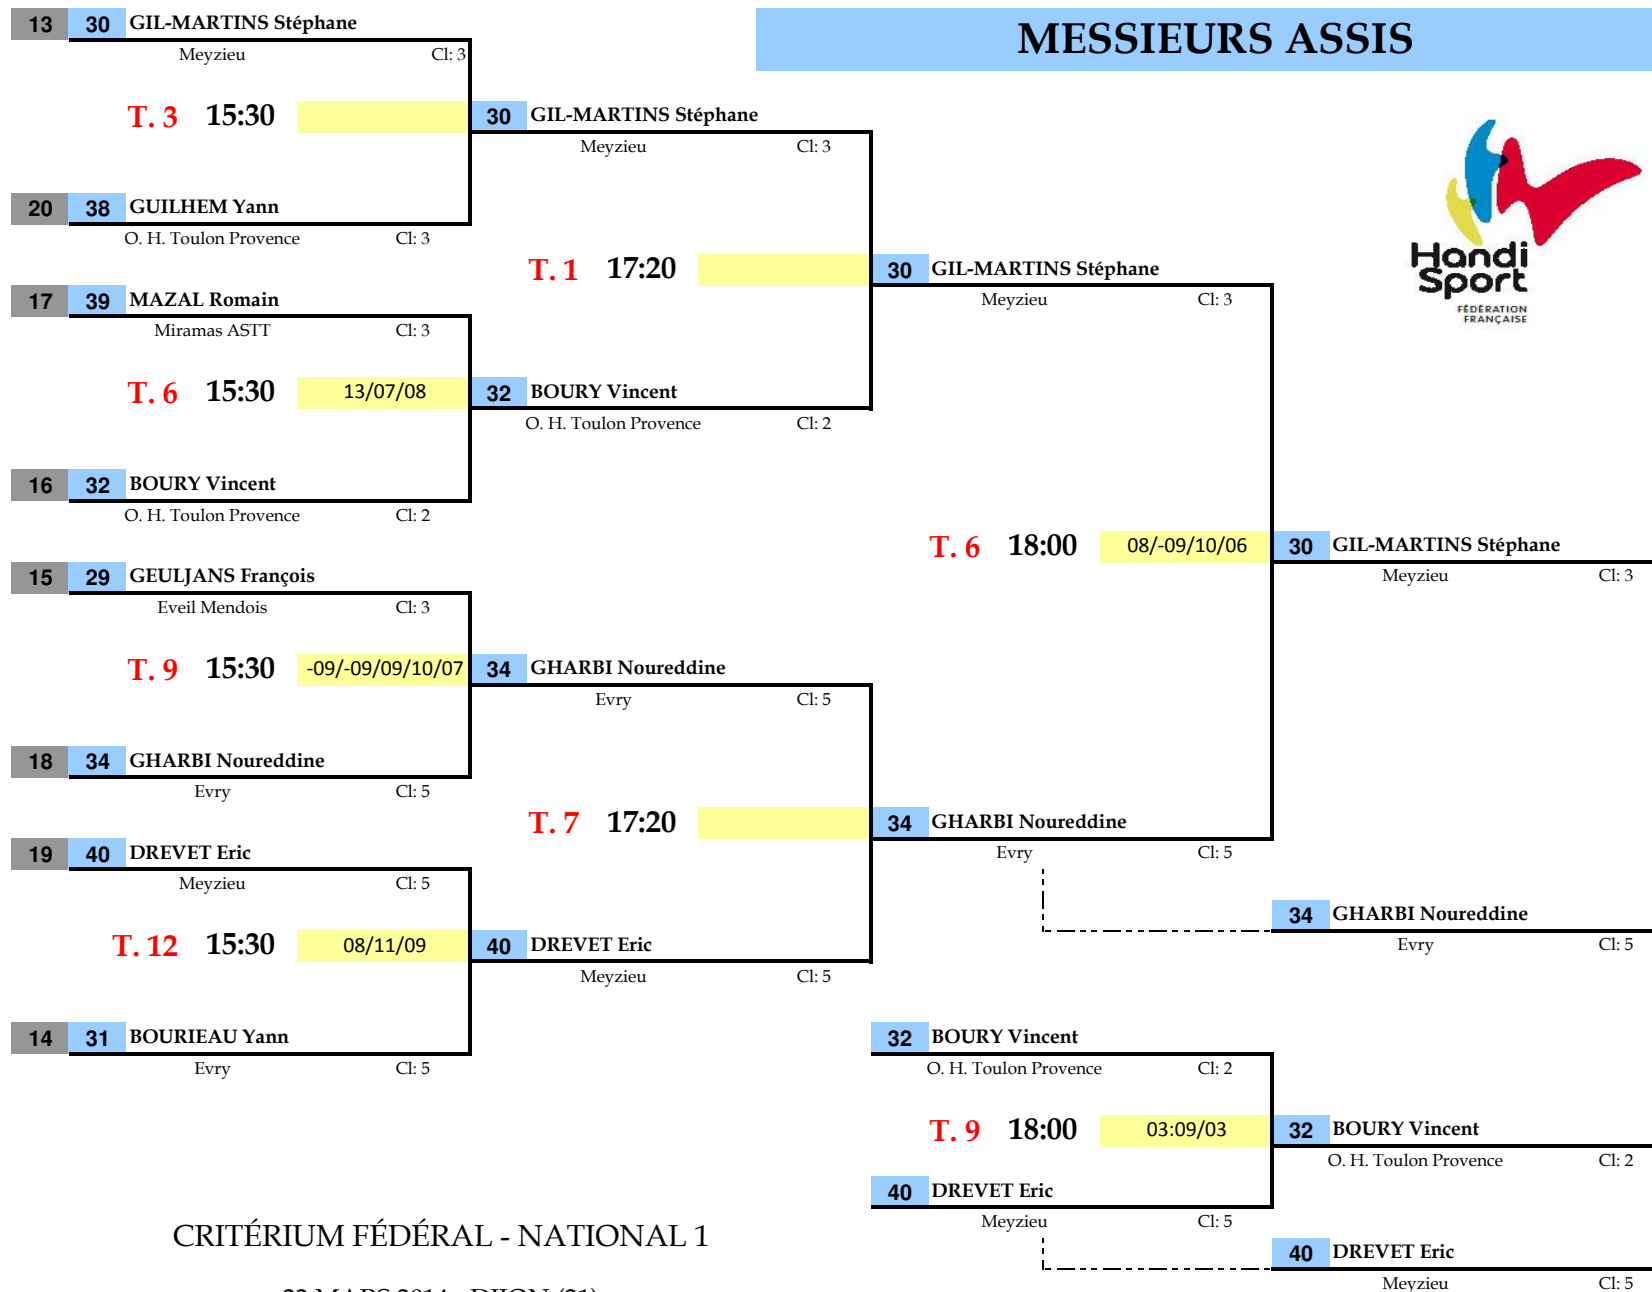 MESSIEURS ASSIS
13 30 GIL-MARTINS Stéphane
Meyzieu Cl: 3
T. 3 15:30
20 38 GUILHEM Yann
O. H. Toulon Provence Cl: 3
17 39 MAZAL Romain
Miramas ASTT Cl: 3
T. 6 15:30 13/07/08
16 32 BOURY Vincent
O. H. Toulon Provence Cl: 2
15 29 GEULJANS François
Eveil Mendois Cl: 3
T. 9 15:30 -09/-09/09/10/07
18 34 GHARBI Noureddine
Evry Cl: 5
19 40 DREVET Eric
Meyzieu Cl: 5
T. 12 15:30 08/11/09
14 31 BOURIEAU Yann
Evry Cl: 5
30 GIL-MARTINS Stéphane
Meyzieu Cl: 3
T. 1 17:20
32 BOURY Vincent
O. H. Toulon Provence Cl: 2
34 GHARBI Noureddine
Evry Cl: 5
T. 7 17:20
40 DREVET Eric
Meyzieu Cl: 5
30 GIL-MARTINS Stéphane
Meyzieu Cl: 3
T. 6 18:00 08/-09/10/06
34 GHARBI Noureddine
Evry Cl: 5
32 BOURY Vincent
O. H. Toulon Provence Cl: 2
T. 9 18:00 03:09/03
40 DREVET Eric
Meyzieu Cl: 5
Handi
Sport
FÉDÉRATION
FRANÇAISE
30 GIL-MARTINS Stéphane
Meyzieu Cl: 3
34 GHARBI Noureddine
Evry Cl: 5
32 BOURY Vincent
O. H. Toulon Provence Cl: 2
40 DREVET Eric
Meyzieu Cl: 5
CRITÉRIUM FÉDÉRAL - NATIONAL 1
22 MARS 2014 - DIJON (21)